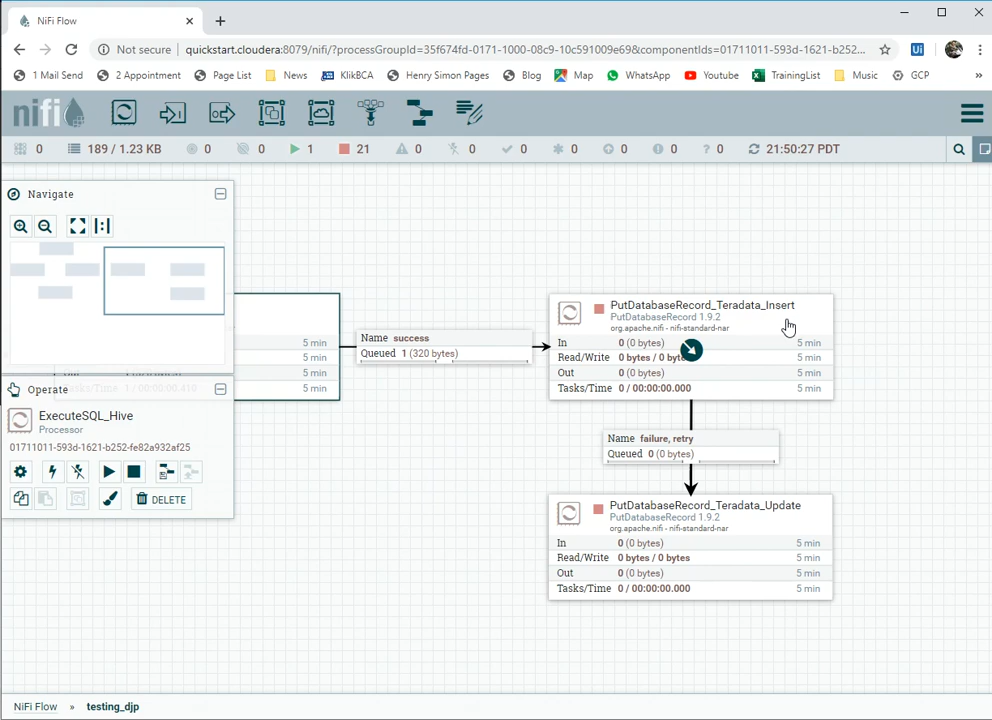 NiFi Flow
Not secure | quickstart.cloudera:8079/nifi/?processGroupId=35f674fd-0171-1000-08c9-10c591009e69&componentIds=01711011-593d-1621-b252...
1 Mail Send 2 Appointment Page List News KlikBCA Henry Simon Pages Blog Map WhatsApp Youtube TrainingList Music GCP »
nifi
0 189 / 1.23 KB 0 0 1 21 0 0 0 0 0 0 0 21:50:27 PDT
Navigate
Operate
ExecuteSQL_Hive
Processor
01711011-593d-1621-b252-fe82a932af25
DELETE
5 min
5 min
5 min
Tasks/Time 1 / 00:00:00.410 5 min
Name success
Queued 1 (320 bytes)
PutDatabaseRecord_Teradata_Insert
PutDatabaseRecord 1.9.2
org.apache.nifi - nifi-standard-nar
In 0 (0 bytes) 5 min
Read/Write 0 bytes / 0 byte 5 min
Out 0 (0 bytes) 5 min
Tasks/Time 0 / 00:00:00.000 5 min
Name failure, retry
Queued 0 (0 bytes)
PutDatabaseRecord_Teradata_Update
PutDatabaseRecord 1.9.2
org.apache.nifi - nifi-standard-nar
In 0 (0 bytes) 5 min
Read/Write 0 bytes / 0 bytes 5 min
Out 0 (0 bytes) 5 min
Tasks/Time 0 / 00:00:00.000 5 min
NiFi Flow » testing_djp